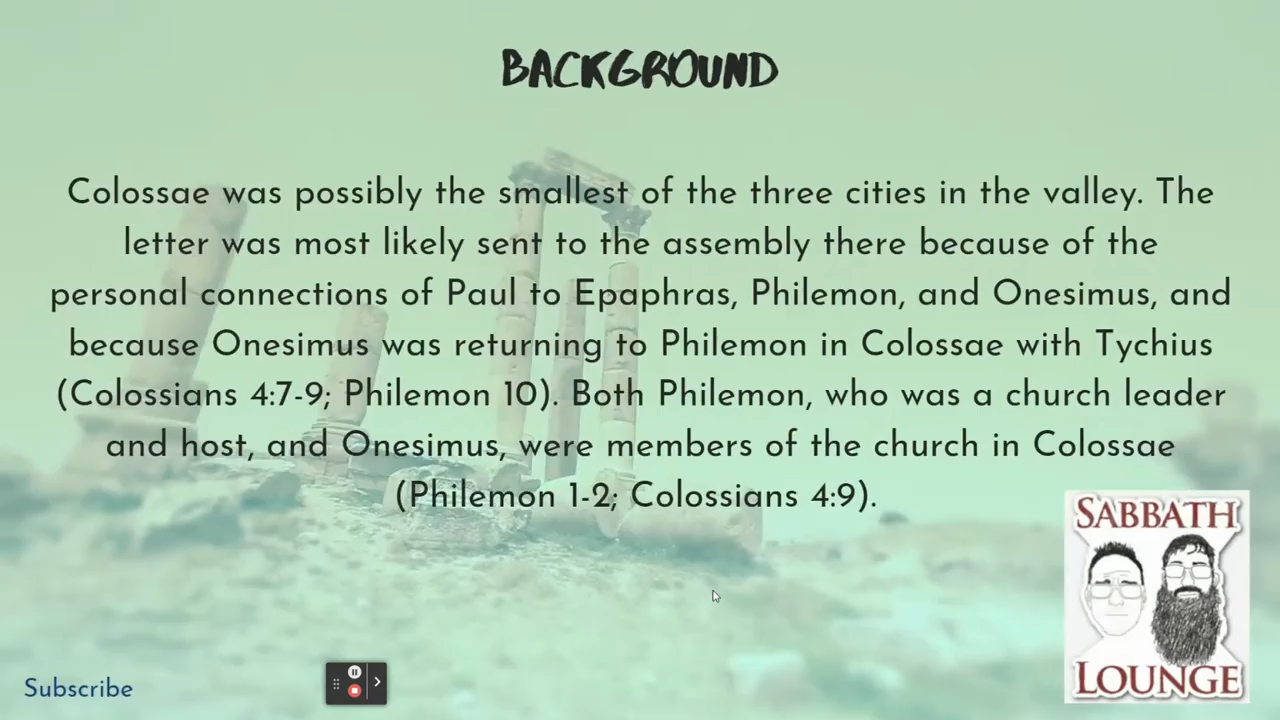 BACKGROUND
Colossae was possibly the smallest of the three cities in the valley. The
letter was most likely sent to the assembly there because of the
personal connections of Paul to Epaphras, Philemon, and Onesimus, and
because Onesimus was returning to Philemon in Colossae with Tychius
(Colossians 4:7-9; Philemon 10). Both Philemon, who was a church leader
and host, and Onesimus, were members of the church in Colossae
(Philemon 1-2; Colossians 4:9).
SABBATH
LOUNGE
Subscribe